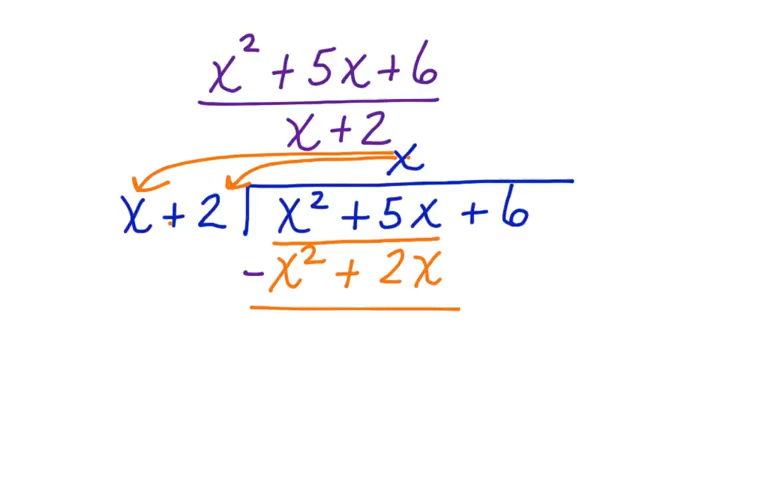 x² + 5x + 6
x + 2
x
x + 2 x² + 5x + 6
- x² + 2x